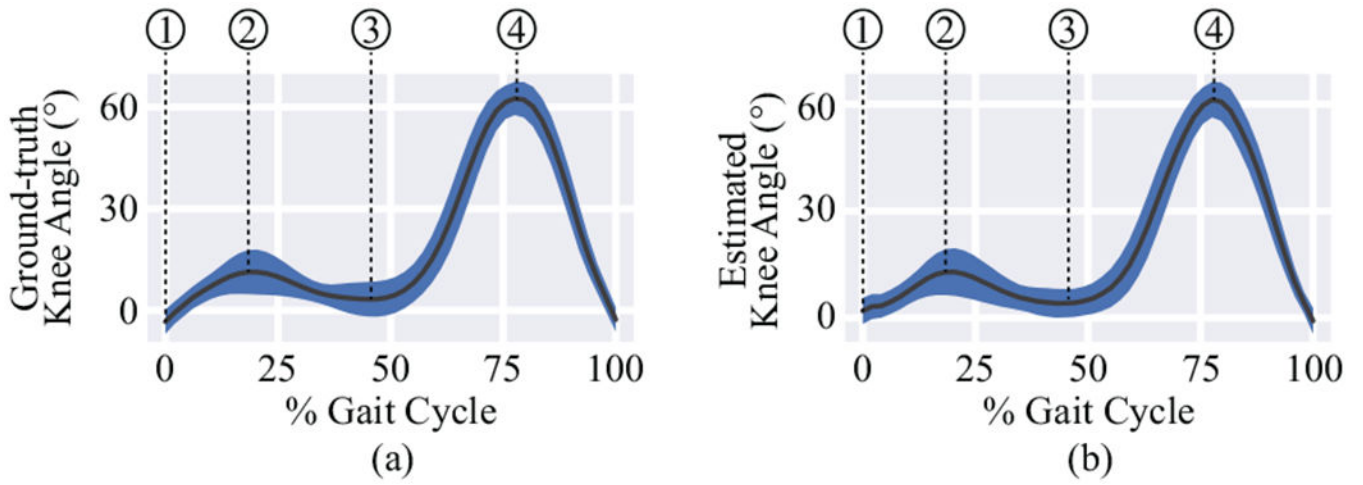 ① ② ③ ④
Ground-truth
Knee Angle (°)
60
30
0
0 25 50 75 100
% Gait Cycle
(a)
① ② ③ ④
Estimated
Knee Angle (°)
60
30
0
0 25 50 75 100
% Gait Cycle
(b)